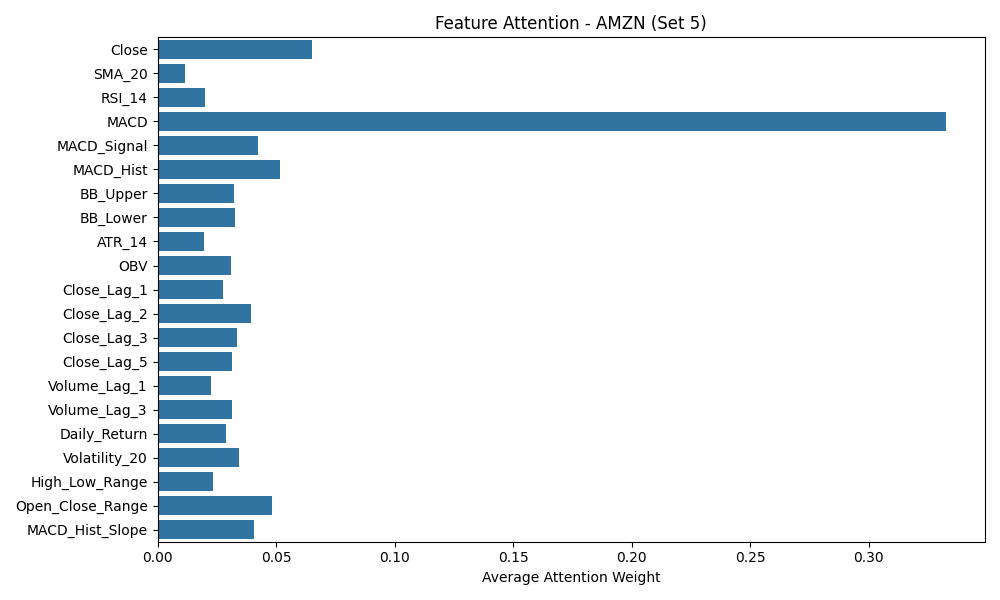 Feature Attention - AMZN (Set 5)
Close
SMA_20
RSI_14
MACD
MACD_Signal
MACD_Hist
BB_Upper
BB_Lower
ATR_14
OBV
Close_Lag_1
Close_Lag_2
Close_Lag_3
Close_Lag_5
Volume_Lag_1
Volume_Lag_3
Daily_Return
Volatility_20
High_Low_Range
Open_Close_Range
MACD_Hist_Slope
0.00 0.05 0.10 0.15 0.20 0.25 0.30
Average Attention Weight